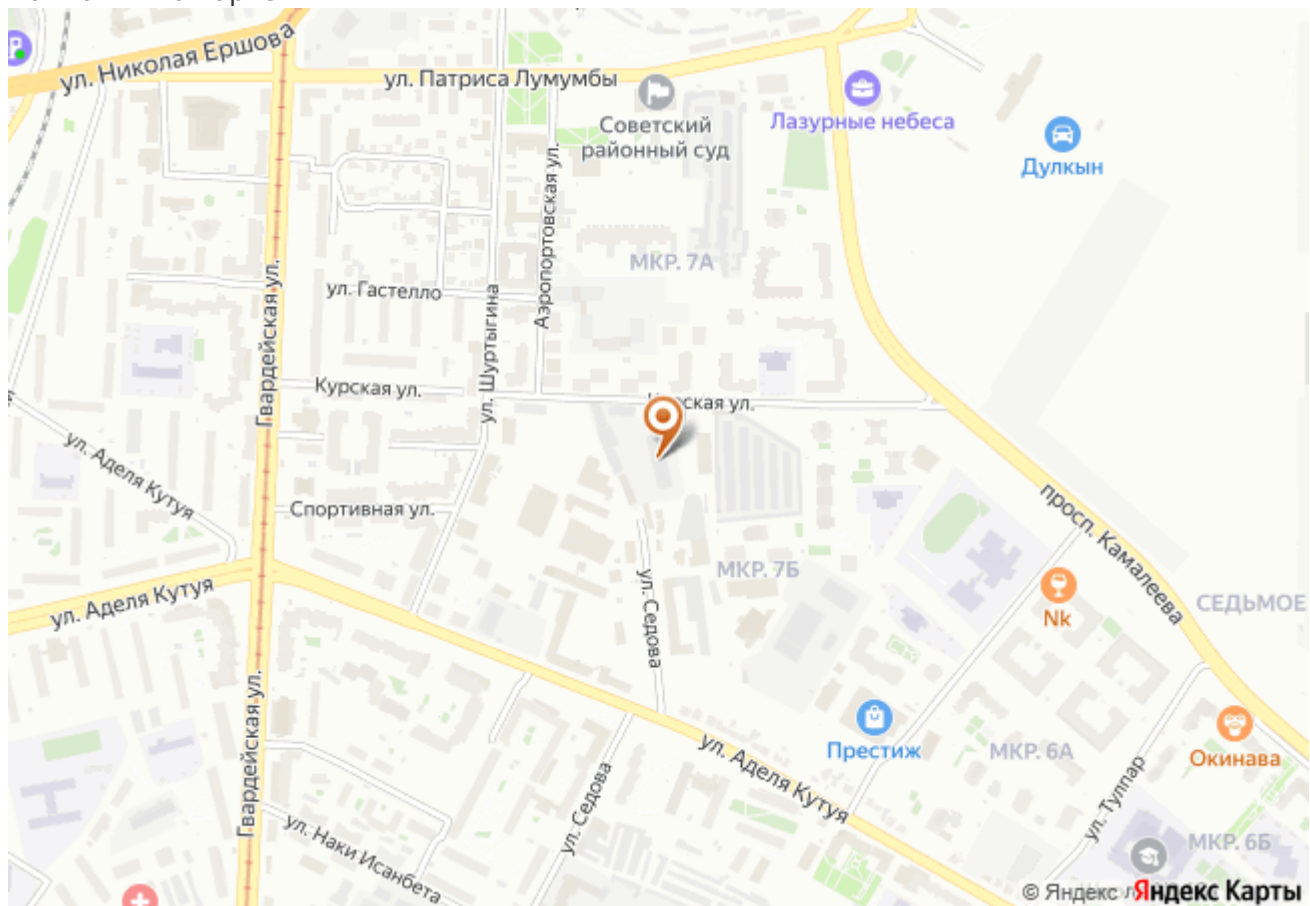 ул. Николая Ершова
ул. Патриса Лумумбы
Советский
районный суд
Лазурные небеса
Дулкын
Аэропортовская ул.
МКР. 7А
ул. Гастелло
Гвардейская ул.
ул. Шуртыгина
Курская ул.
ская ул.
ул. Аделя Кутуя
Спортивная ул.
просп. Камалеева
МКР. 7Б
ул. Седова
Nk
СЕДЬМОЕ
ул. Аделя Кутуя
Гвардейская ул.
Престиж
МКР. 6А
Окинава
ул. Аделя Кутуя
ул. Седова
ул. Тулпар
ул. Наки Исанбета
МКР. 6Б
© Яндекс Яндекс Карты